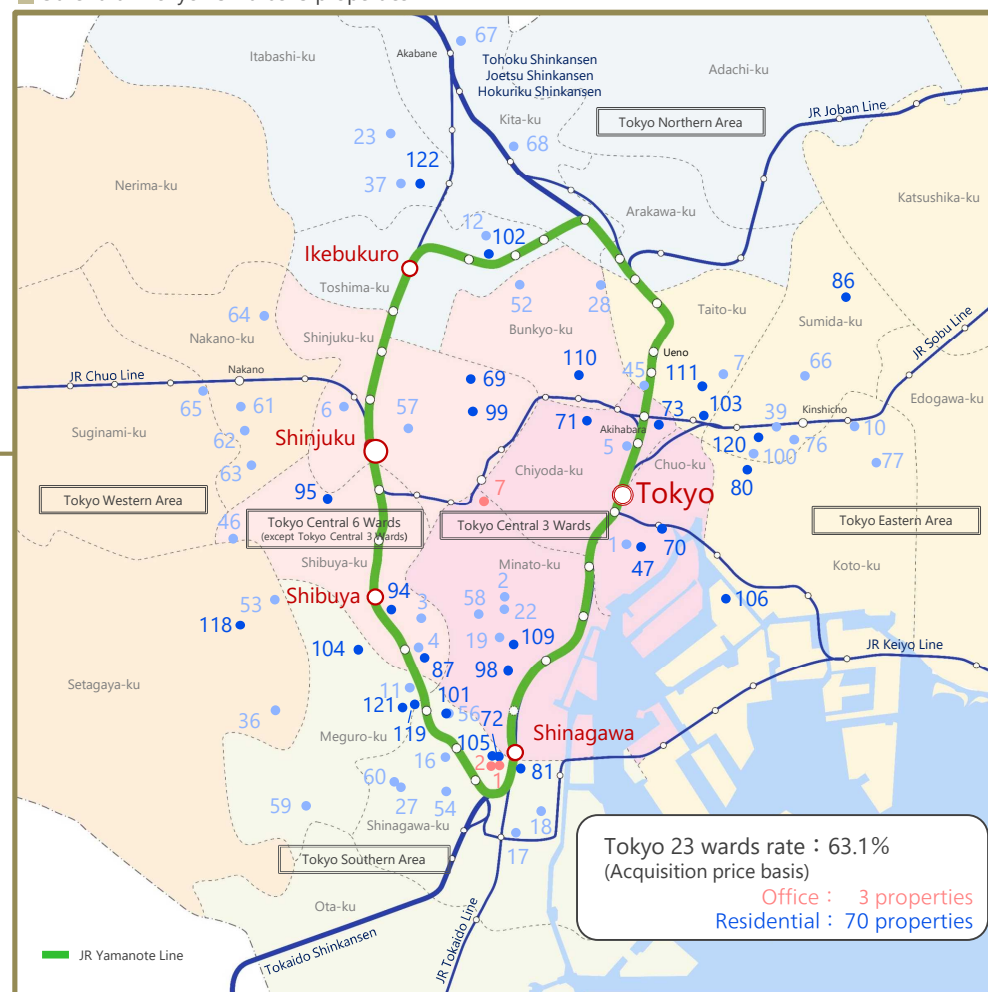 67
Itabashi-ku
Akabane
Tohoku Shinkansen
Joetsu Shinkansen
Hokuriku Shinkansen
Adachi-ku
JR Joban Line
Kita-ku
Tokyo Northern Area
23
68
122
37
Nerima-ku
Katsushika-ku
Arakawa-ku
12
102
Ikebukuro
Toshima-ku
52
28
86
Taito-ku
Sumida-ku
64
Nakano-ku
Shinjuku-ku
Bunkyo-ku
JR Sobu Line
Ueno
110
45
7
66
111
JR Chuo Line
Nakano
69
65
61
6
57
99
71
73
103
39
Kinshicho
Edogawa-ku
Suginami-ku
62
Shinjuku
Akihabara
5
120
76
10
63
Chiyoda-ku
Chuo-ku
100
77
80
95
7
Tokyo
Tokyo Western Area
Tokyo Central 6 Wards
(except Tokyo Central 3 Wards)
Tokyo Central 3 Wards
Tokyo Eastern Area
46
1
47
70
Shibuya-ku
Minato-ku
Koto-ku
2
Shibuya
94
53
3
58
22
106
118
19
109
104
4
87
98
JR Keiyo Line
Setagaya-ku
11
101
121
56
36
119
72
Meguro-ku
Shinagawa
105
16
2
1
81
60
27
54
59
Shinagawa-ku
18
17
Tokyo Southern Area
Tokyo 23 wards rate：63.1%
(Acquisition price basis)
Office： 3 properties
Residential：70 properties
Ota-ku
Tokaido Shinkansen
JR Tokaido Line
JR Yamanote Line